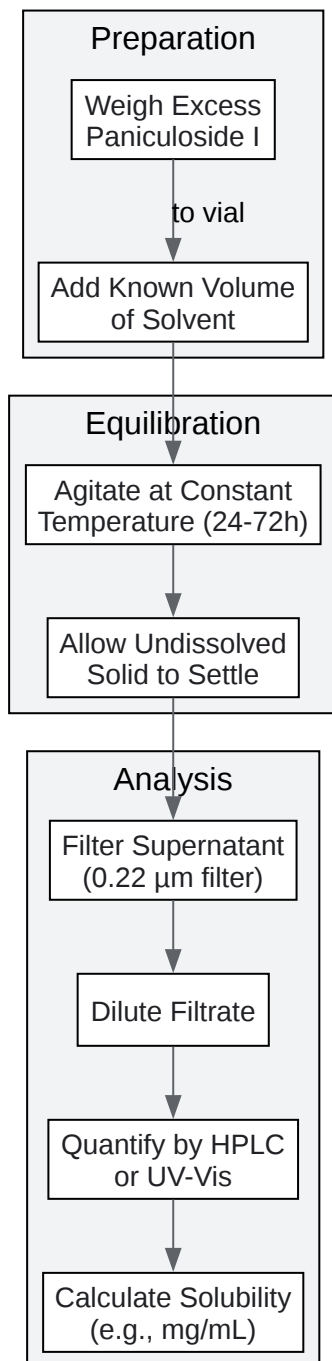 Preparation
Weigh Excess
Paniculoside I
to vial
Add Known Volume
of Solvent
Equilibration
Agitate at Constant
Temperature (24-72h)
Allow Undissolved
Solid to Settle
Analysis
Filter Supernatant
(0.22 µm filter)
Dilute Filtrate
Quantify by HPLC
or UV-Vis
Calculate Solubility
(e.g., mg/mL)